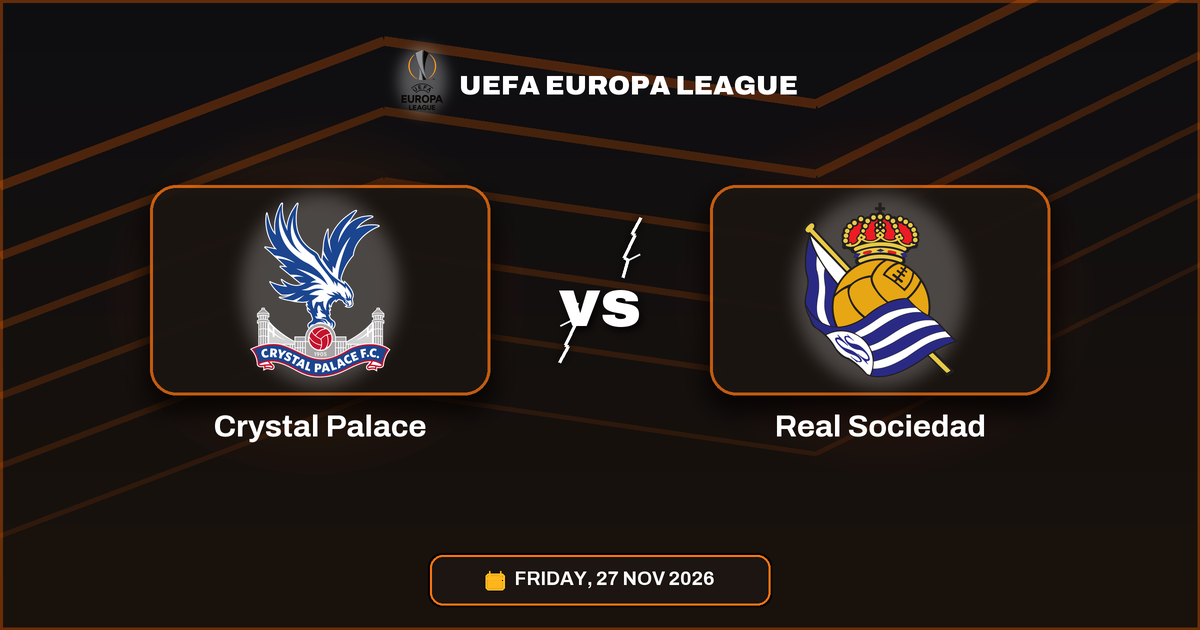 UEFA
EUROPA
LEAGUE
UEFA EUROPA LEAGUE
1905
CRYSTAL PALACE F.C.
VS
Crystal Palace
Real Sociedad
FRIDAY, 27 NOV 2026